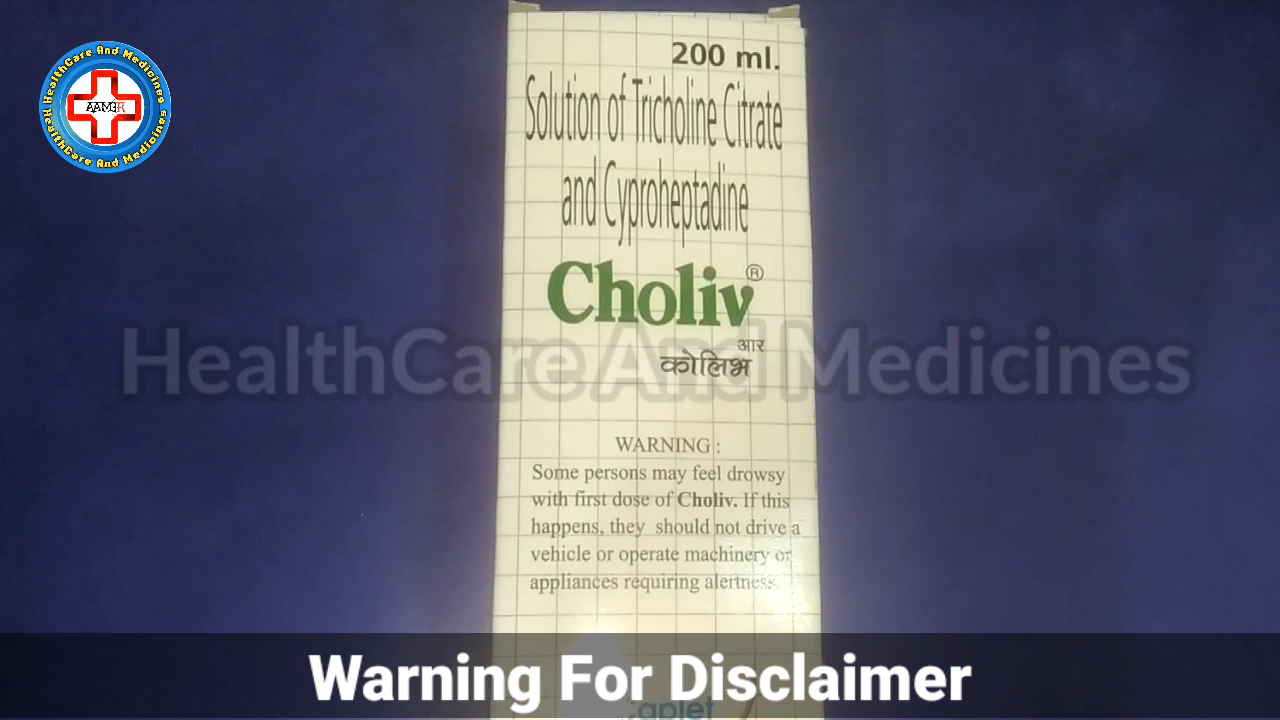 HealthCare And Medicines HealthCare And Medicines
AAMIR
200 ml.
Solution of Tricholine Citrate
and Cyproheptadine
Choliv®
आर
कोलिभ
HealthCare And Medicines
WARNING :
Some persons may feel drowsy
with first dose of Choliv. If this
happens, they should not drive a
vehicle or operate machinery or
appliances requiring alertness.
Warning For Disclaimer